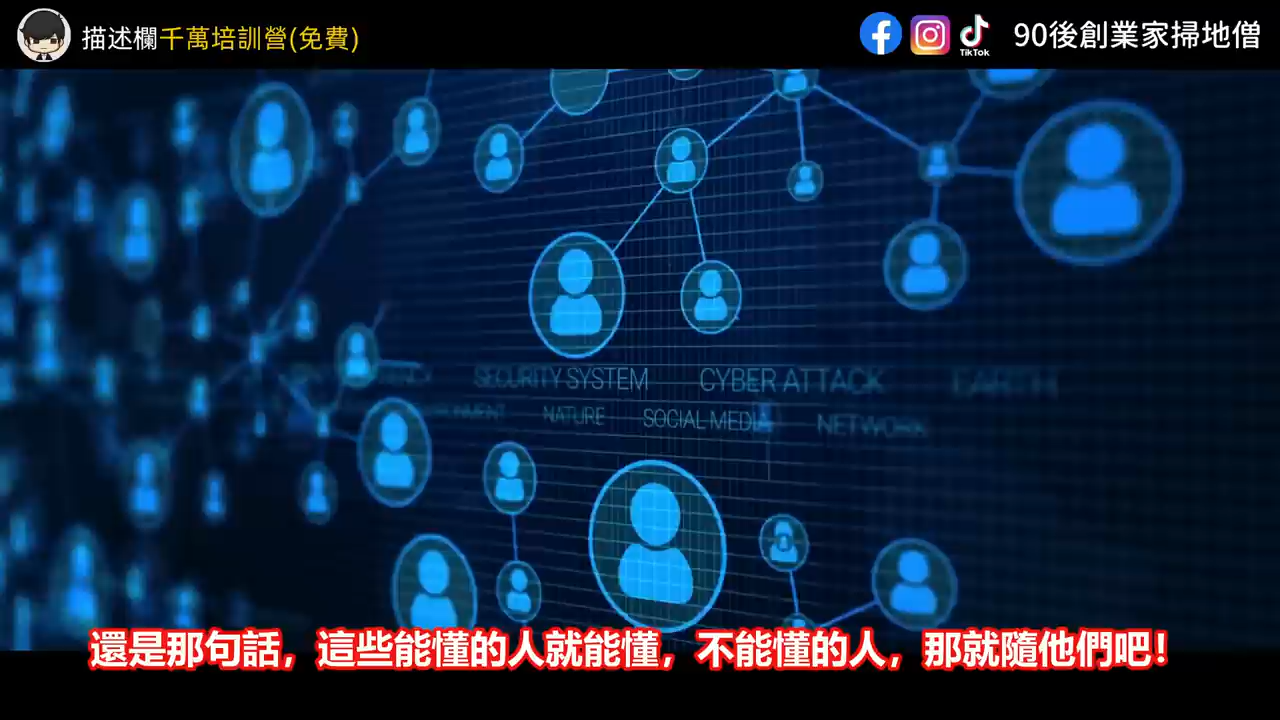 描述欄千萬培訓營(免費)
TikTok
90後創業家掃地僧
SECURITY SYSTEM
CYBER ATTACK
EARTH
NATURE
SOCIAL MEDIA
NETWORK
還是那句話，這些能懂的人就能懂，不能懂的人，那就隨他們吧！